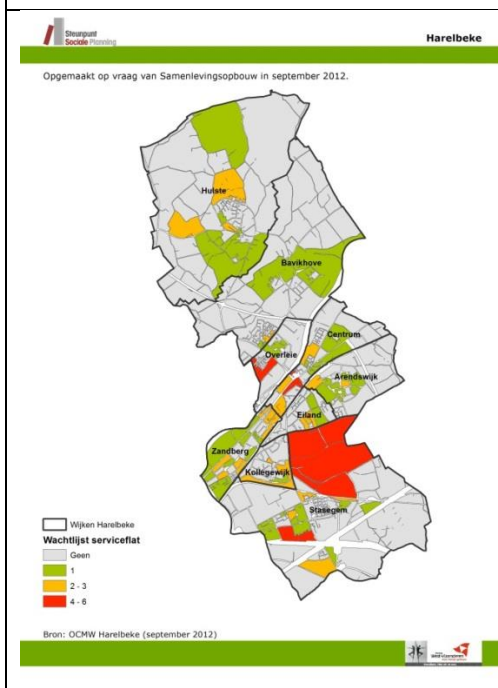 Steunpunt
Sociale Planning
Harelbeke
Opgemaakt op vraag van Samenlevingsopbouw in september 2012.
Hulste
Bavikhove
Centrum
Overleie
Arendswijk
Eiland
Zandberg
Kollegewijk
Stasegem
Wijken Harelbeke
Wachtlijst serviceflat
Geen
1
2 - 3
4 - 6
Bron: OCMW Harelbeke (september 2012)